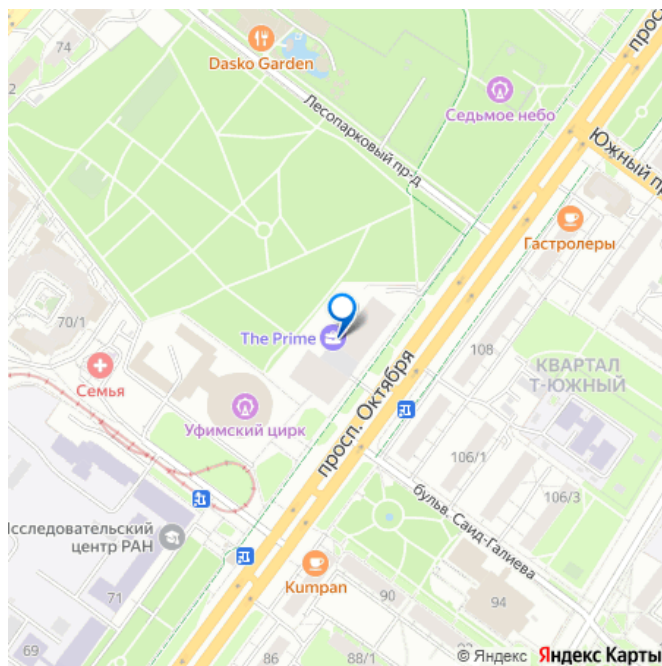 74
2
Dasko Garden
Лесопарковый пр-д
Седьмое небо
Южный пр
Гастролеры
70/1
The Prime
Семья
Уфимский цирк
просп. Октября
108
КВАРТАЛ
Т-ЮЖНЫЙ
106/1
106/3
бульв. Саид-Галиева
Исследовательский
центр РАН
Kumpan
71
69
90
94
86
88/1
© Яндекс Яндекс Карты